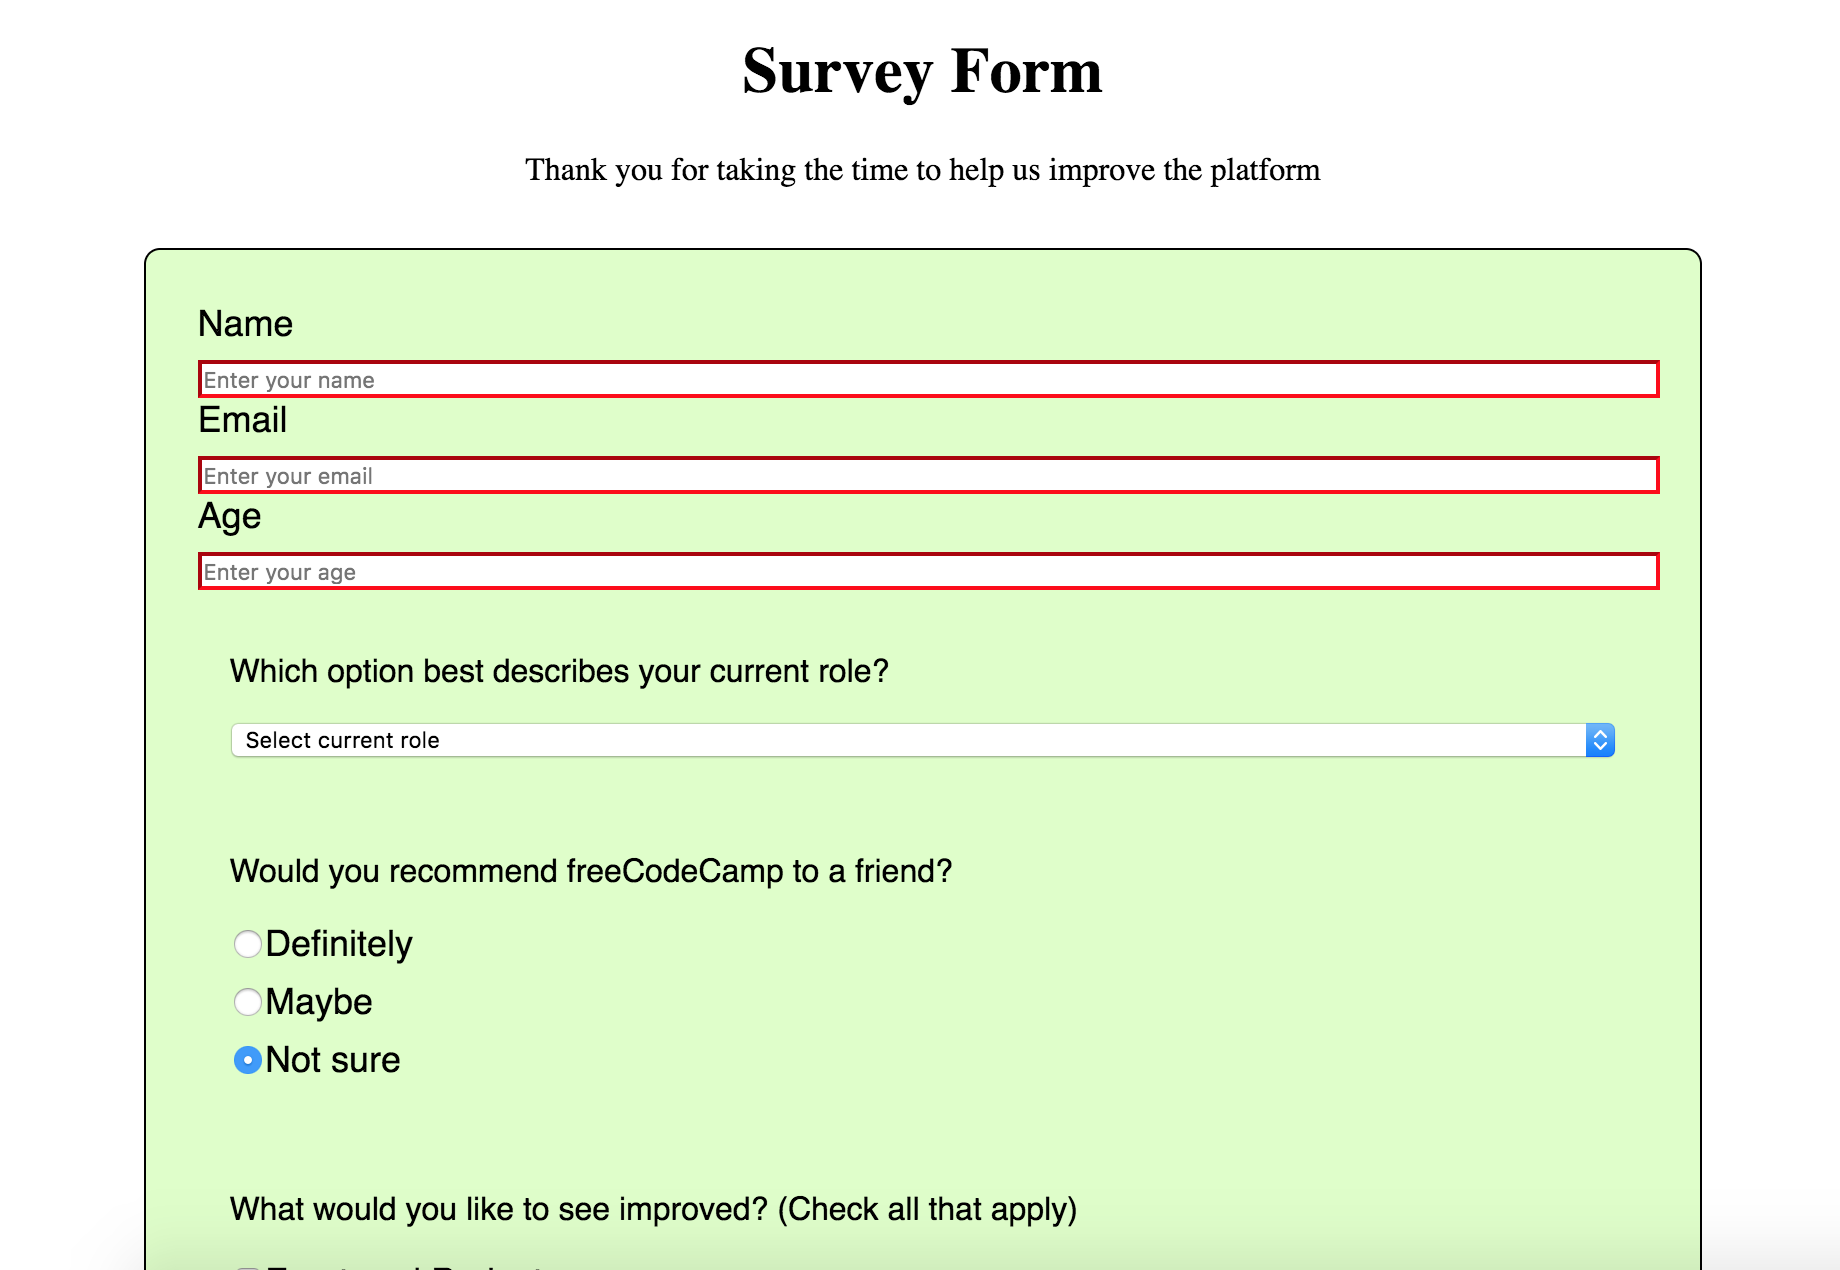 Survey Form
Thank you for taking the time to help us improve the platform
Name
Enter your name
Email
Enter your email
Age
Enter your age
Which option best describes your current role?
Select current role
Would you recommend freeCodeCamp to a friend?
Definitely
Maybe
Not sure
What would you like to see improved? (Check all that apply)